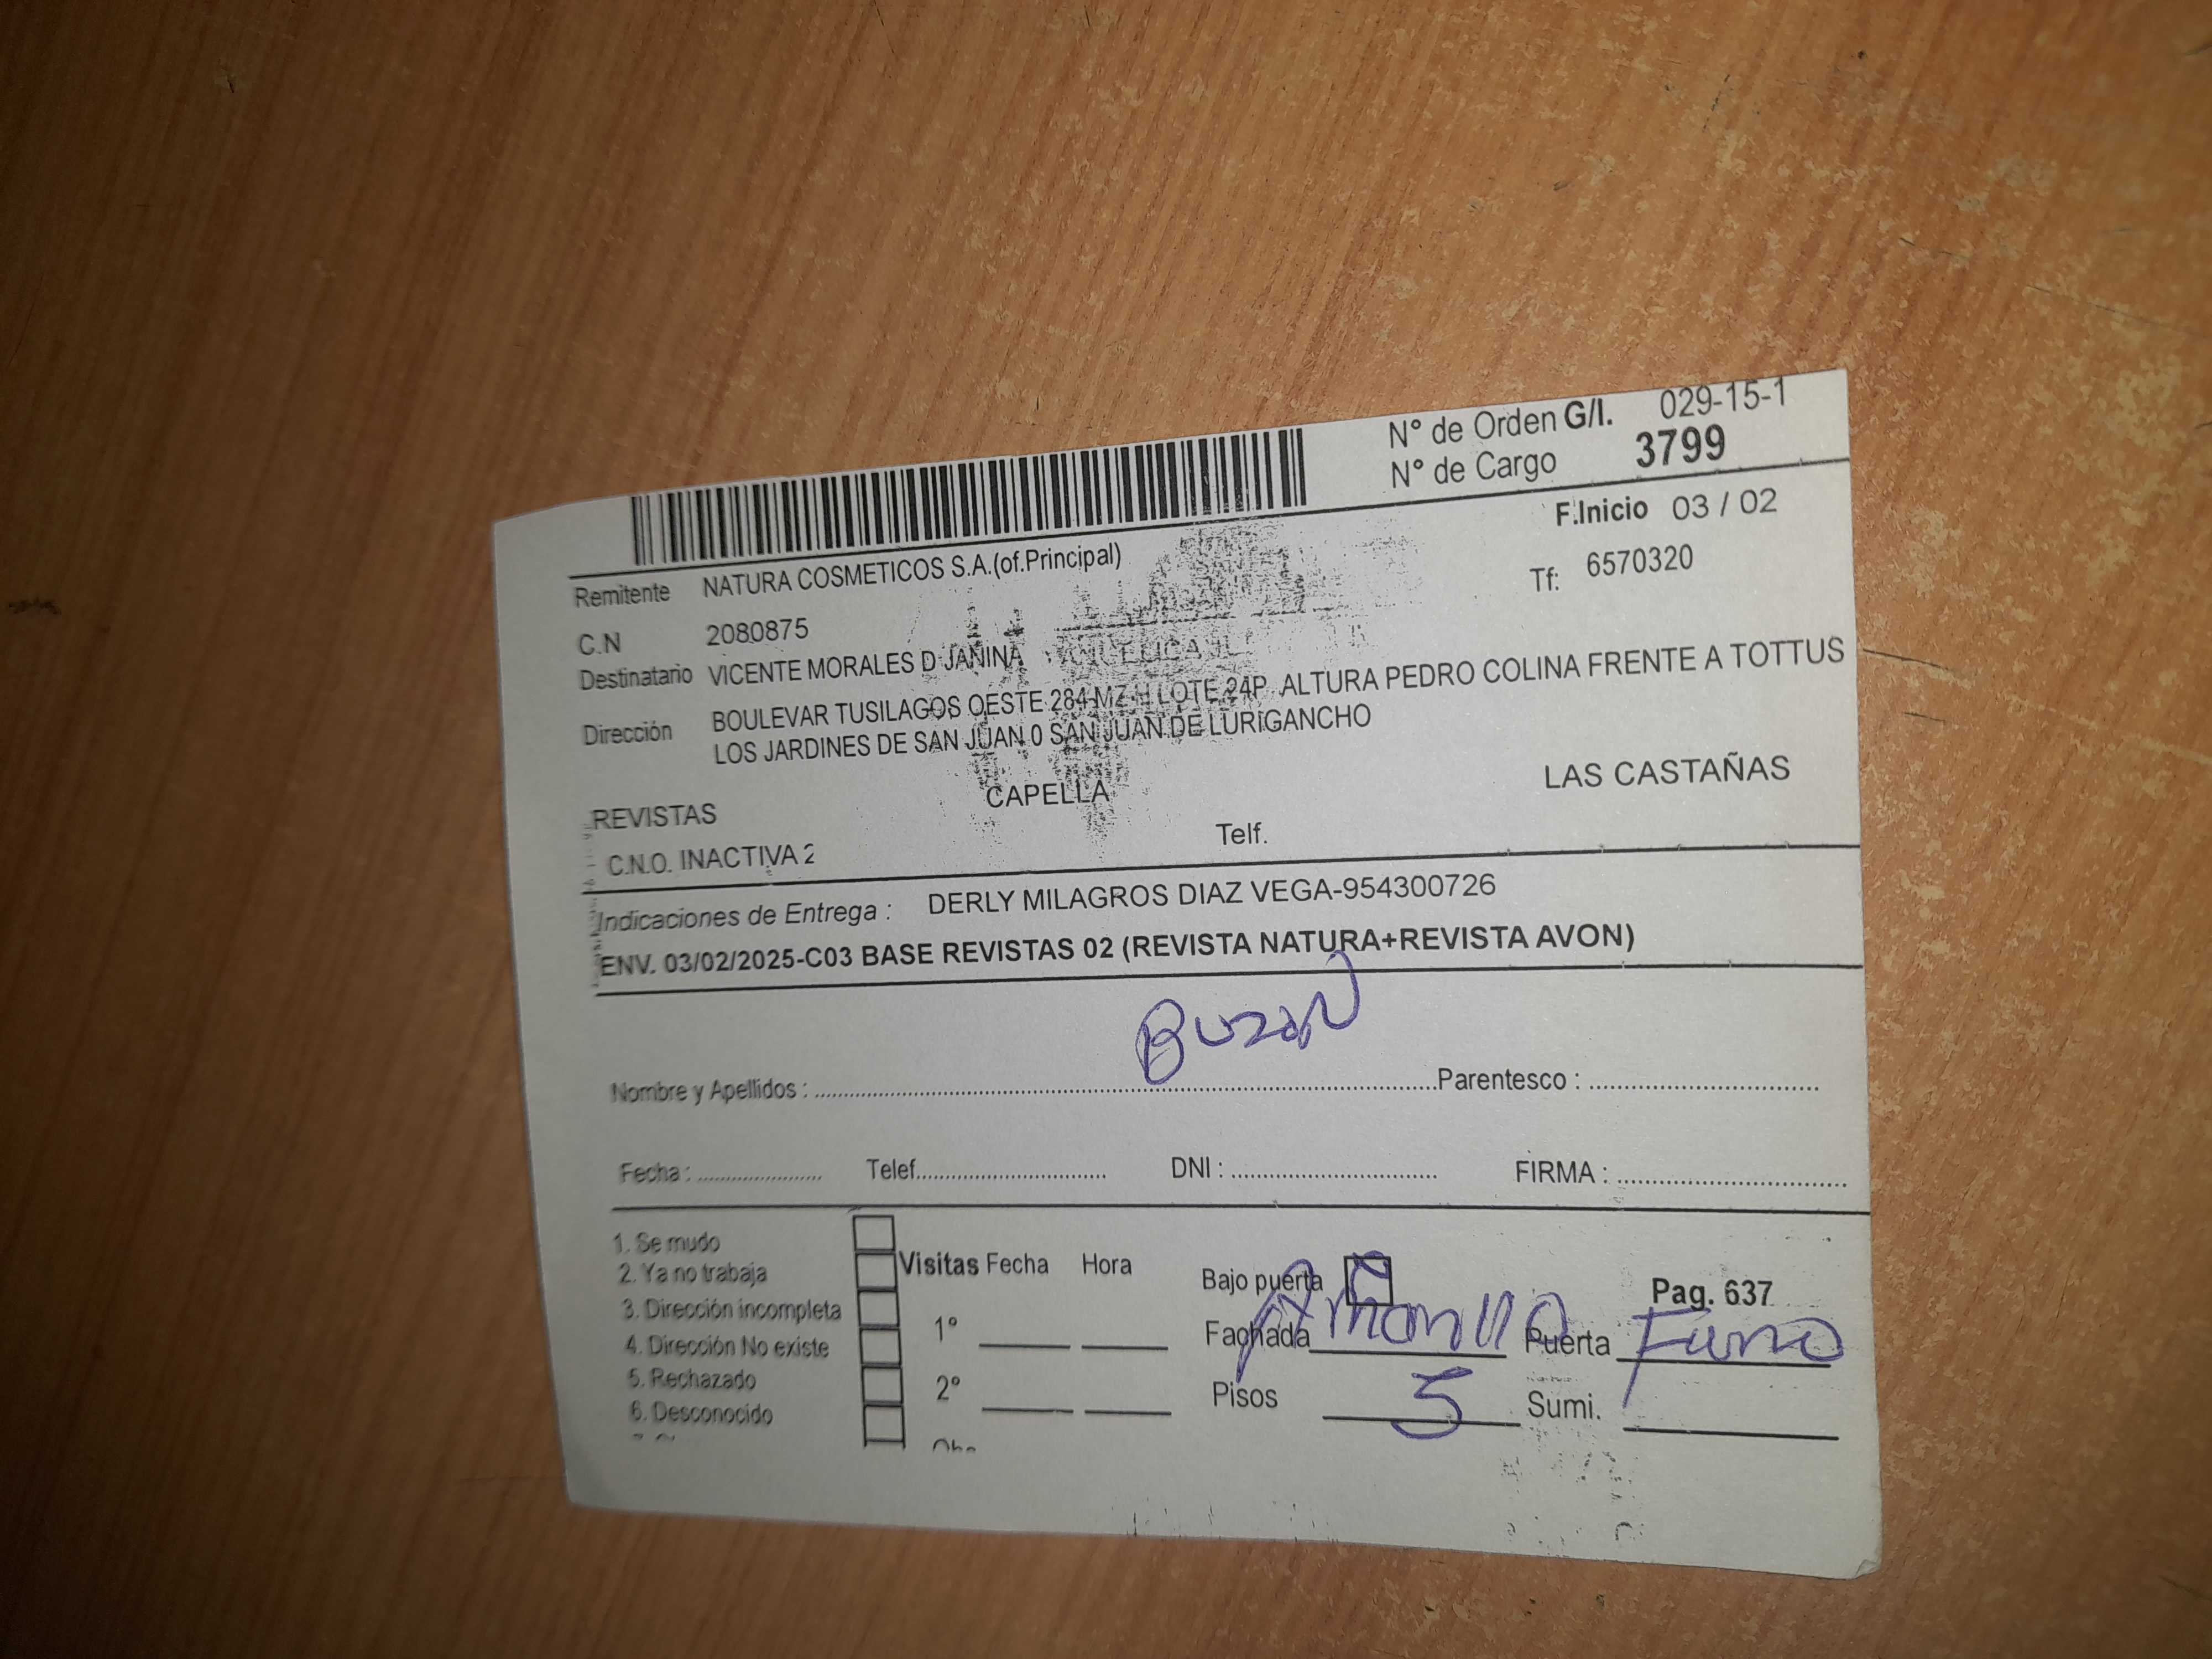 Nº de Orden G/I. 029-15-1
Nº de Cargo 3799
F.Inicio 03 / 02
Remitente NATURA COSMETICOS S.A.(of.Principal)
Tf: 6570320
C.N 2080875
Destinatario VICENTE MORALES D JANINA
Dirección BOULEVAR TUSILAGOS OESTE 284 MZ H LOTE 24P ALTURA PEDRO COLINA FRENTE A TOTTUS
LOS JARDINES DE SAN JUAN 0 SAN JUAN DE LURIGANCHO
REVISTAS CAPELLA LAS CASTAÑAS
C.N.O. INACTIVA 2 Telf.
Indicaciones de Entrega : DERLY MILAGROS DIAZ VEGA-954300726
ENV. 03/02/2025-C03 BASE REVISTAS 02 (REVISTA NATURA+REVISTA AVON)
Buzon
Nombre y Apellidos : Parentesco :
Fecha : Telef. DNI : FIRMA :
1. Se mudo
2. Ya no trabaja
3. Dirección incompleta
4. Dirección No existe
5. Rechazado
6. Desconocido
Visitas Fecha Hora
1º
2º
Bajo puerta Pag. 637
Fachada Amarillo Puerta Fierro
Pisos 5 Sumi.